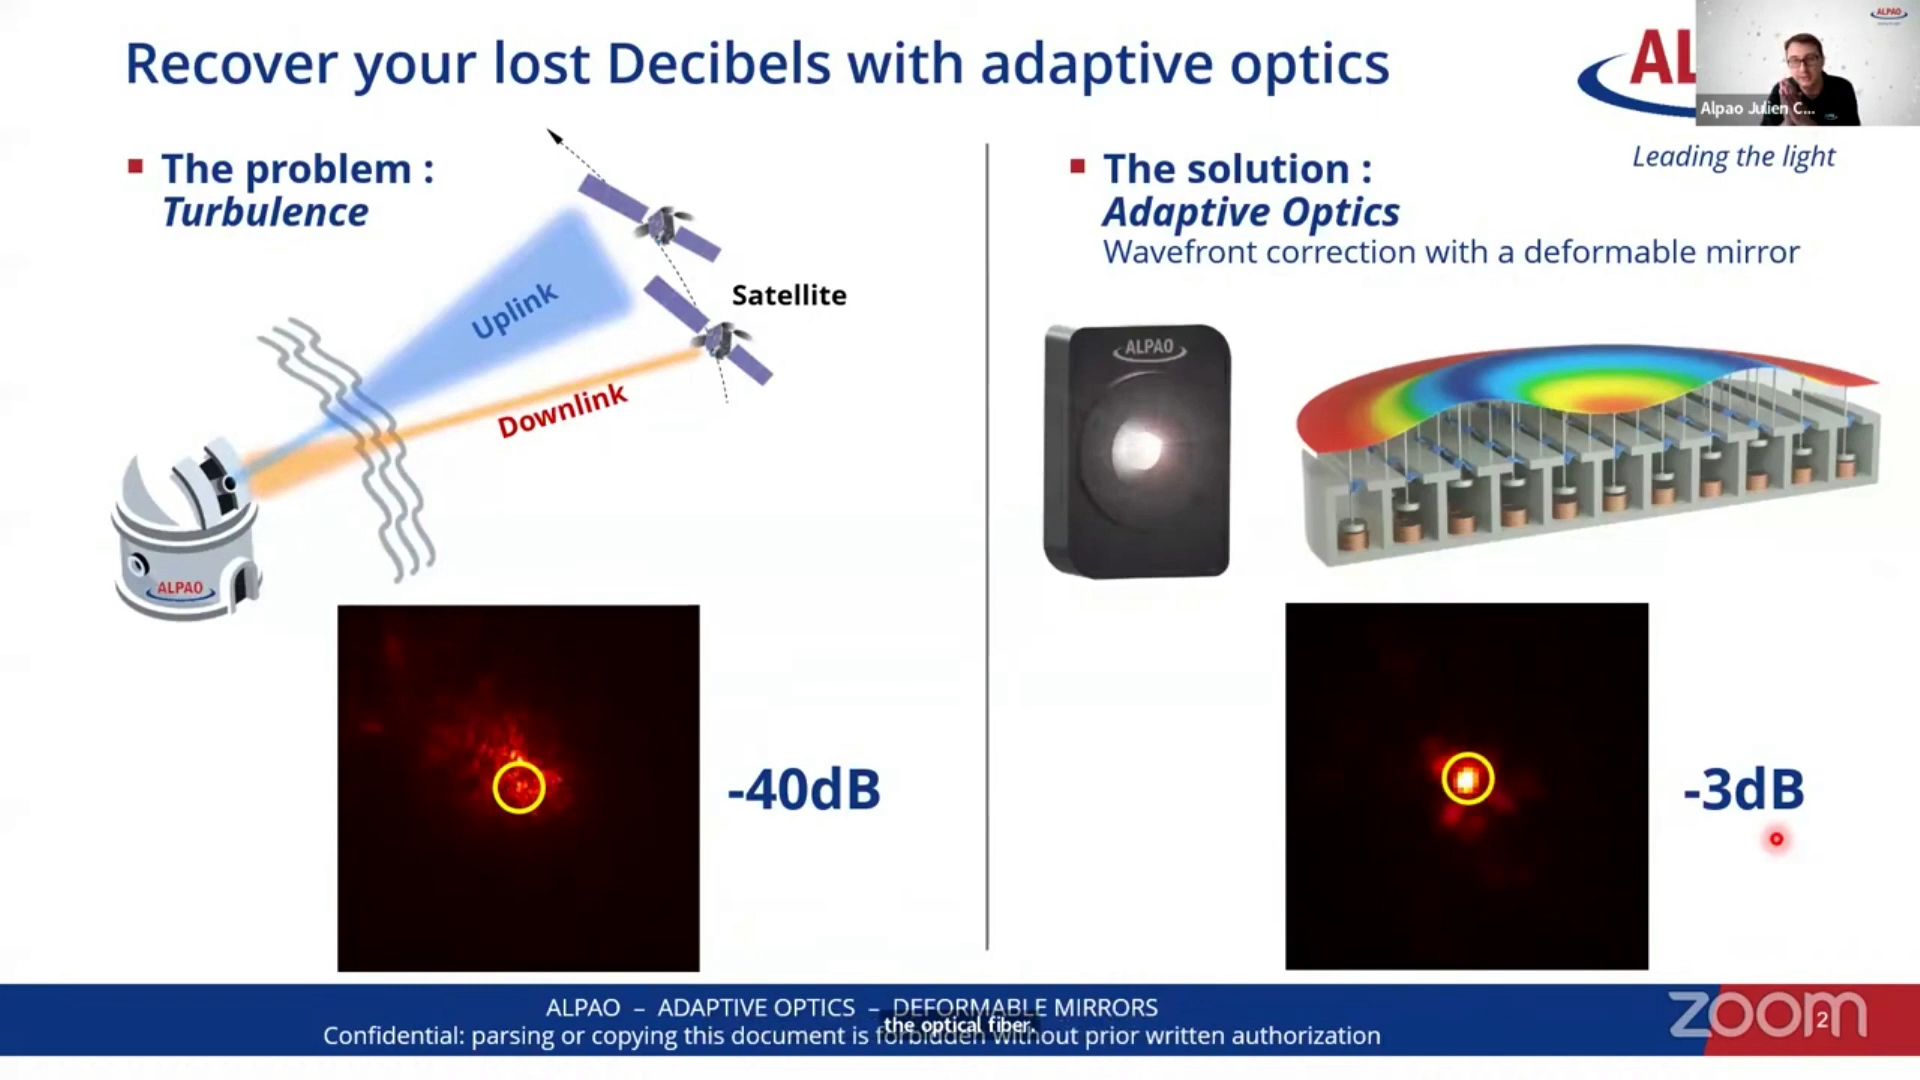 Recover your lost Decibels with adaptive optics
AL
ALPAO
Alpao Julien C...
Leading the light
The problem :
Turbulence
Uplink
Satellite
Downlink
ALPAO
-40dB
The solution :
Adaptive Optics
Wavefront correction with a deformable mirror
ALPAO
-3dB
ALPAO – ADAPTIVE OPTICS – DEFORMABLE MIRRORS
the optical fiber.
Confidential: parsing or copying this document is forbidden without prior written authorization
zoom
2